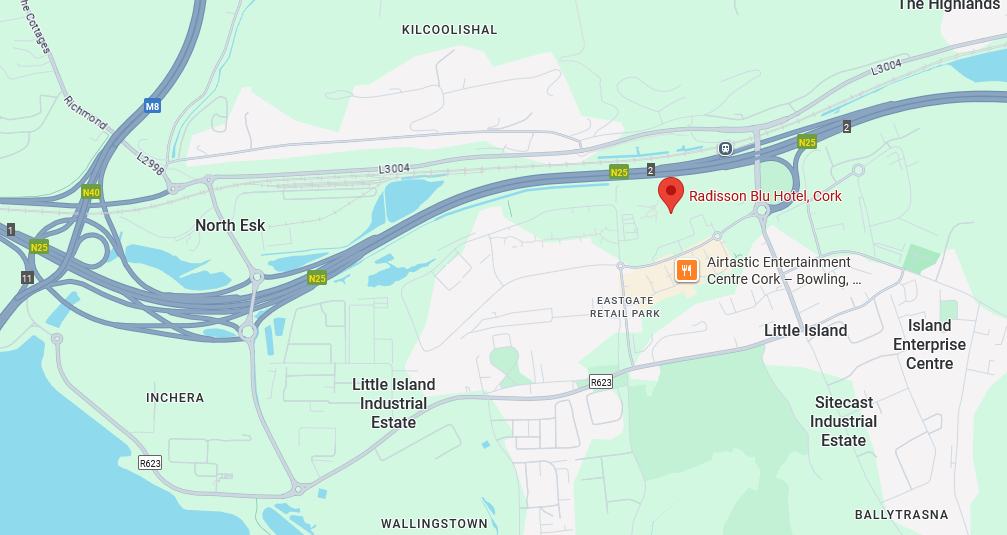 The Highlands
The Cottages
KILCOOLISHAL
L3004
M8
Richmond
2
L2998
N25
L3004
N25
2
N40
Radisson Blu Hotel, Cork
North Esk
1
N25
11
N25
Airtastic Entertainment
Centre Cork – Bowling, ...
EASTGATE
RETAIL PARK
Little Island
Island
Enterprise
Centre
Little Island
Industrial
Estate
R623
INCHERA
Sitecast
Industrial
Estate
R623
WALLINGSTOWN
BALLYTRASNA